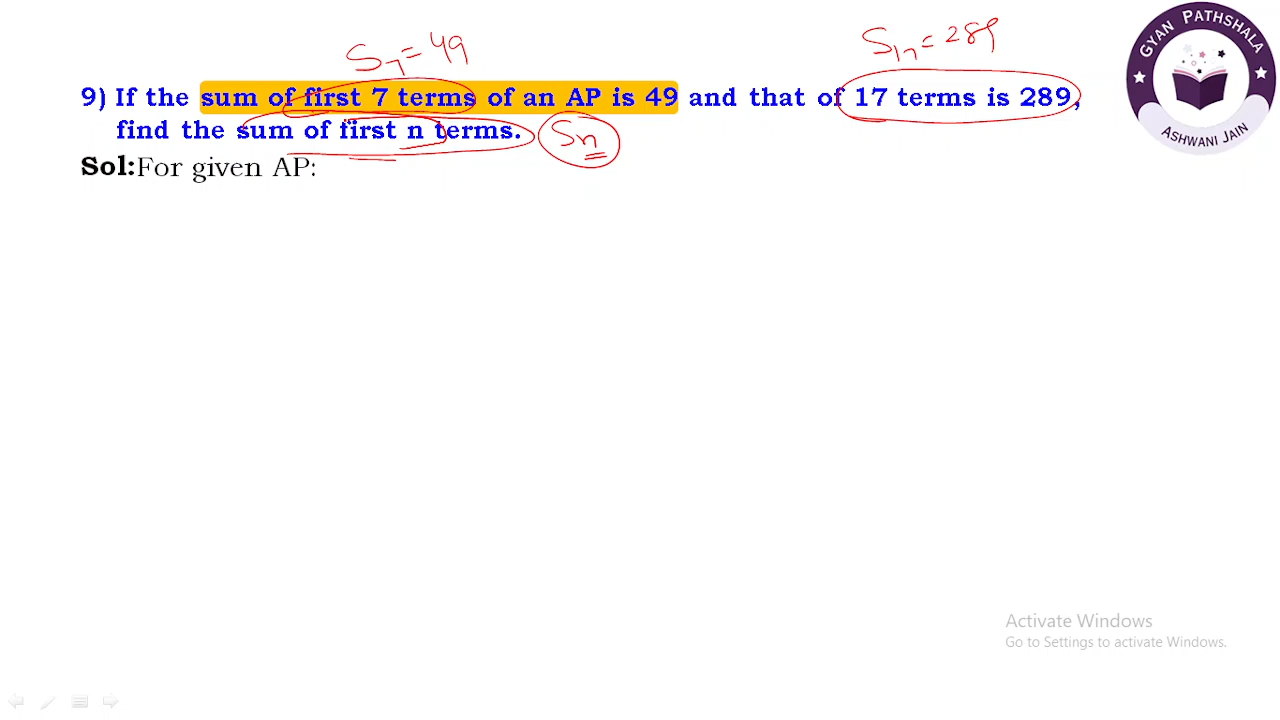 S7 = 49
S17 = 289
9) If the sum of first 7 terms of an AP is 49 and that of 17 terms is 289,
find the sum of first n terms. Sn
Sol:For given AP:
GYAN PATHSHALA
ASHWANI JAIN
Activate Windows
Go to Settings to activate Windows.